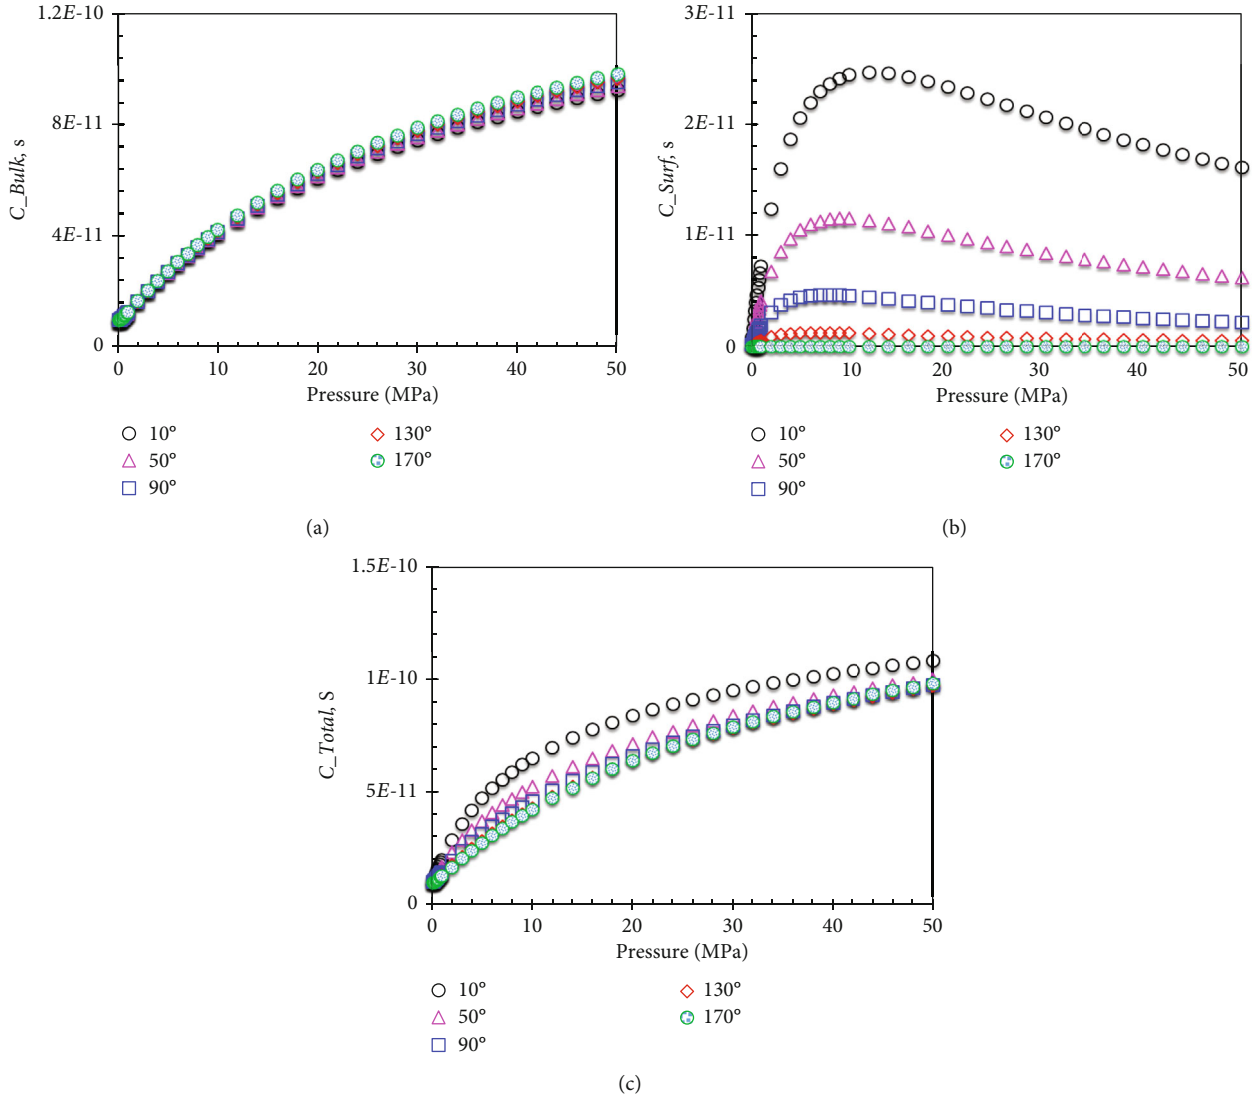 1.2E-10
8E-11
4E-11
0
C_Bulk, s
0 10 20 30 40 50
Pressure (MPa)
10°
50°
90°
130°
170°
(a)
3E-11
2E-11
1E-11
0
C_Surf, s
0 10 20 30 40 50
Pressure (MPa)
10°
50°
90°
130°
170°
(b)
1.5E-10
1E-10
5E-11
0
C_Total, S
0 10 20 30 40 50
Pressure (MPa)
10°
50°
90°
130°
170°
(c)